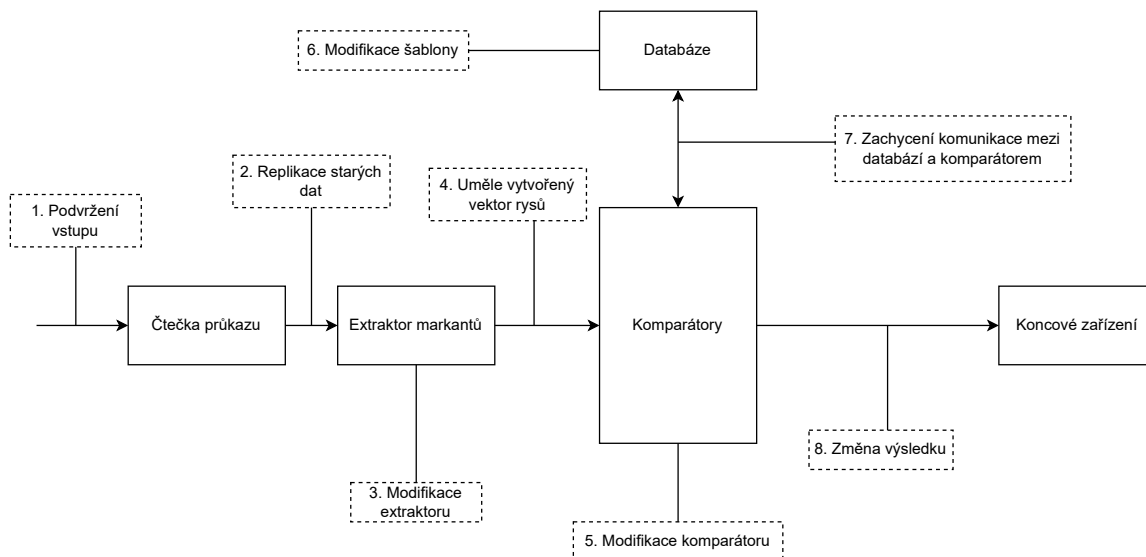 6. Modifikace šablony
Databáze
7. Zachycení komunikace mezi
databází a komparátorem
2. Replikace starých
dat
4. Uměle vytvořený
vektor rysů
1. Podvržení
vstupu
Čtečka průkazu
Extraktor markantů
Komparátory
Koncové zařízení
8. Změna výsledku
3. Modifikace
extraktoru
5. Modifikace komparátoru